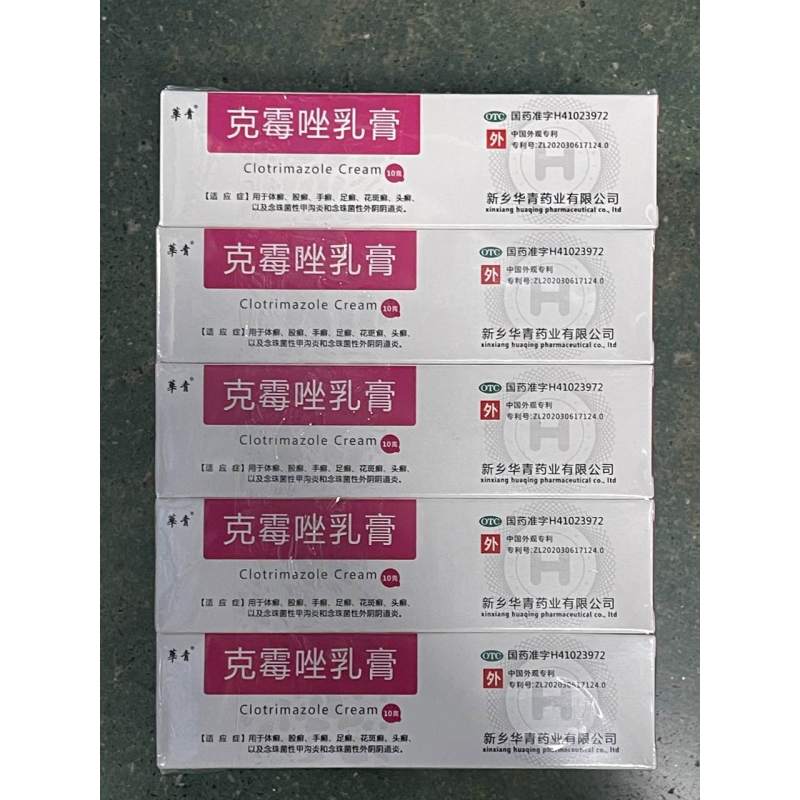 華青®
克霉唑乳膏
Clotrimazole Cream 10克
【适 应 症】用于体癣、股癣、手癣、足癣、花斑癣、头癣、
以及念珠菌性甲沟炎和念珠菌性外阴阴道炎。
OTC 国药准字H41023972
外
中国外观专利
专利号:ZL202030617124.0
新乡华青药业有限公司
xinxiang huaqing pharmaceutical co., ltd
華青®
克霉唑乳膏
Clotrimazole Cream 10克
【适 应 症】用于体癣、股癣、手癣、足癣、花斑癣、头癣、
以及念珠菌性甲沟炎和念珠菌性外阴阴道炎。
OTC 国药准字H41023972
外
中国外观专利
专利号:ZL202030617124.0
新乡华青药业有限公司
xinxiang huaqing pharmaceutical co., ltd
華青®
克霉唑乳膏
Clotrimazole Cream 10克
【适 应 症】用于体癣、股癣、手癣、足癣、花斑癣、头癣、
以及念珠菌性甲沟炎和念珠菌性外阴阴道炎。
OTC 国药准字H41023972
外
中国外观专利
专利号:ZL202030617124.0
新乡华青药业有限公司
xinxiang huaqing pharmaceutical co., ltd
華青®
克霉唑乳膏
Clotrimazole Cream 10克
【适 应 症】用于体癣、股癣、手癣、足癣、花斑癣、头癣、
以及念珠菌性甲沟炎和念珠菌性外阴阴道炎。
OTC 国药准字H41023972
外
中国外观专利
专利号:ZL202030617124.0
新乡华青药业有限公司
xinxiang huaqing pharmaceutical co., ltd
華青®
克霉唑乳膏
Clotrimazole Cream 10克
【适 应 症】用于体癣、股癣、手癣、足癣、花斑癣、头癣、
以及念珠菌性甲沟炎和念珠菌性外阴阴道炎。
OTC 国药准字H41023972
外
中国外观专利
专利号:ZL202030617124.0
新乡华青药业有限公司
xinxiang huaqing pharmaceutical co., ltd